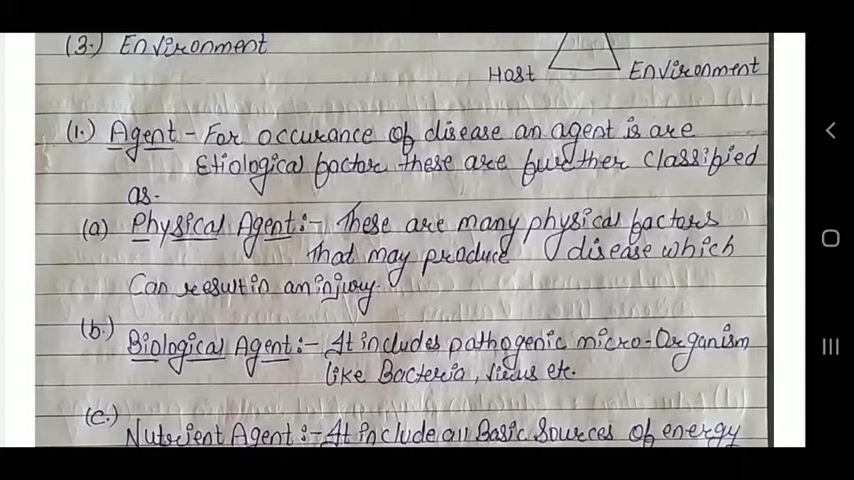 (3.) Environment
Host
Environment
(1.) Agent - For occurance of disease an agent is are
Etiological factor these are further classified
as-
(a) Physical Agent :- These are many physical factors
That may produce disease which
Can result in an injury.
(b.) Biological Agent :- It includes pathogenic micro-Organism
like Bacteria, virus etc.
(c.) Nutrient Agent :- It include all Basic Sources of energy